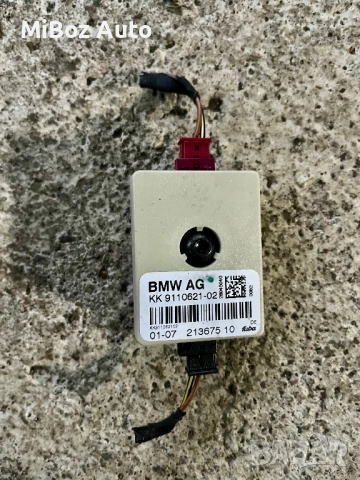 MiBoz Auto
BMW AG
KK 9110621-02
01-07 213675 10